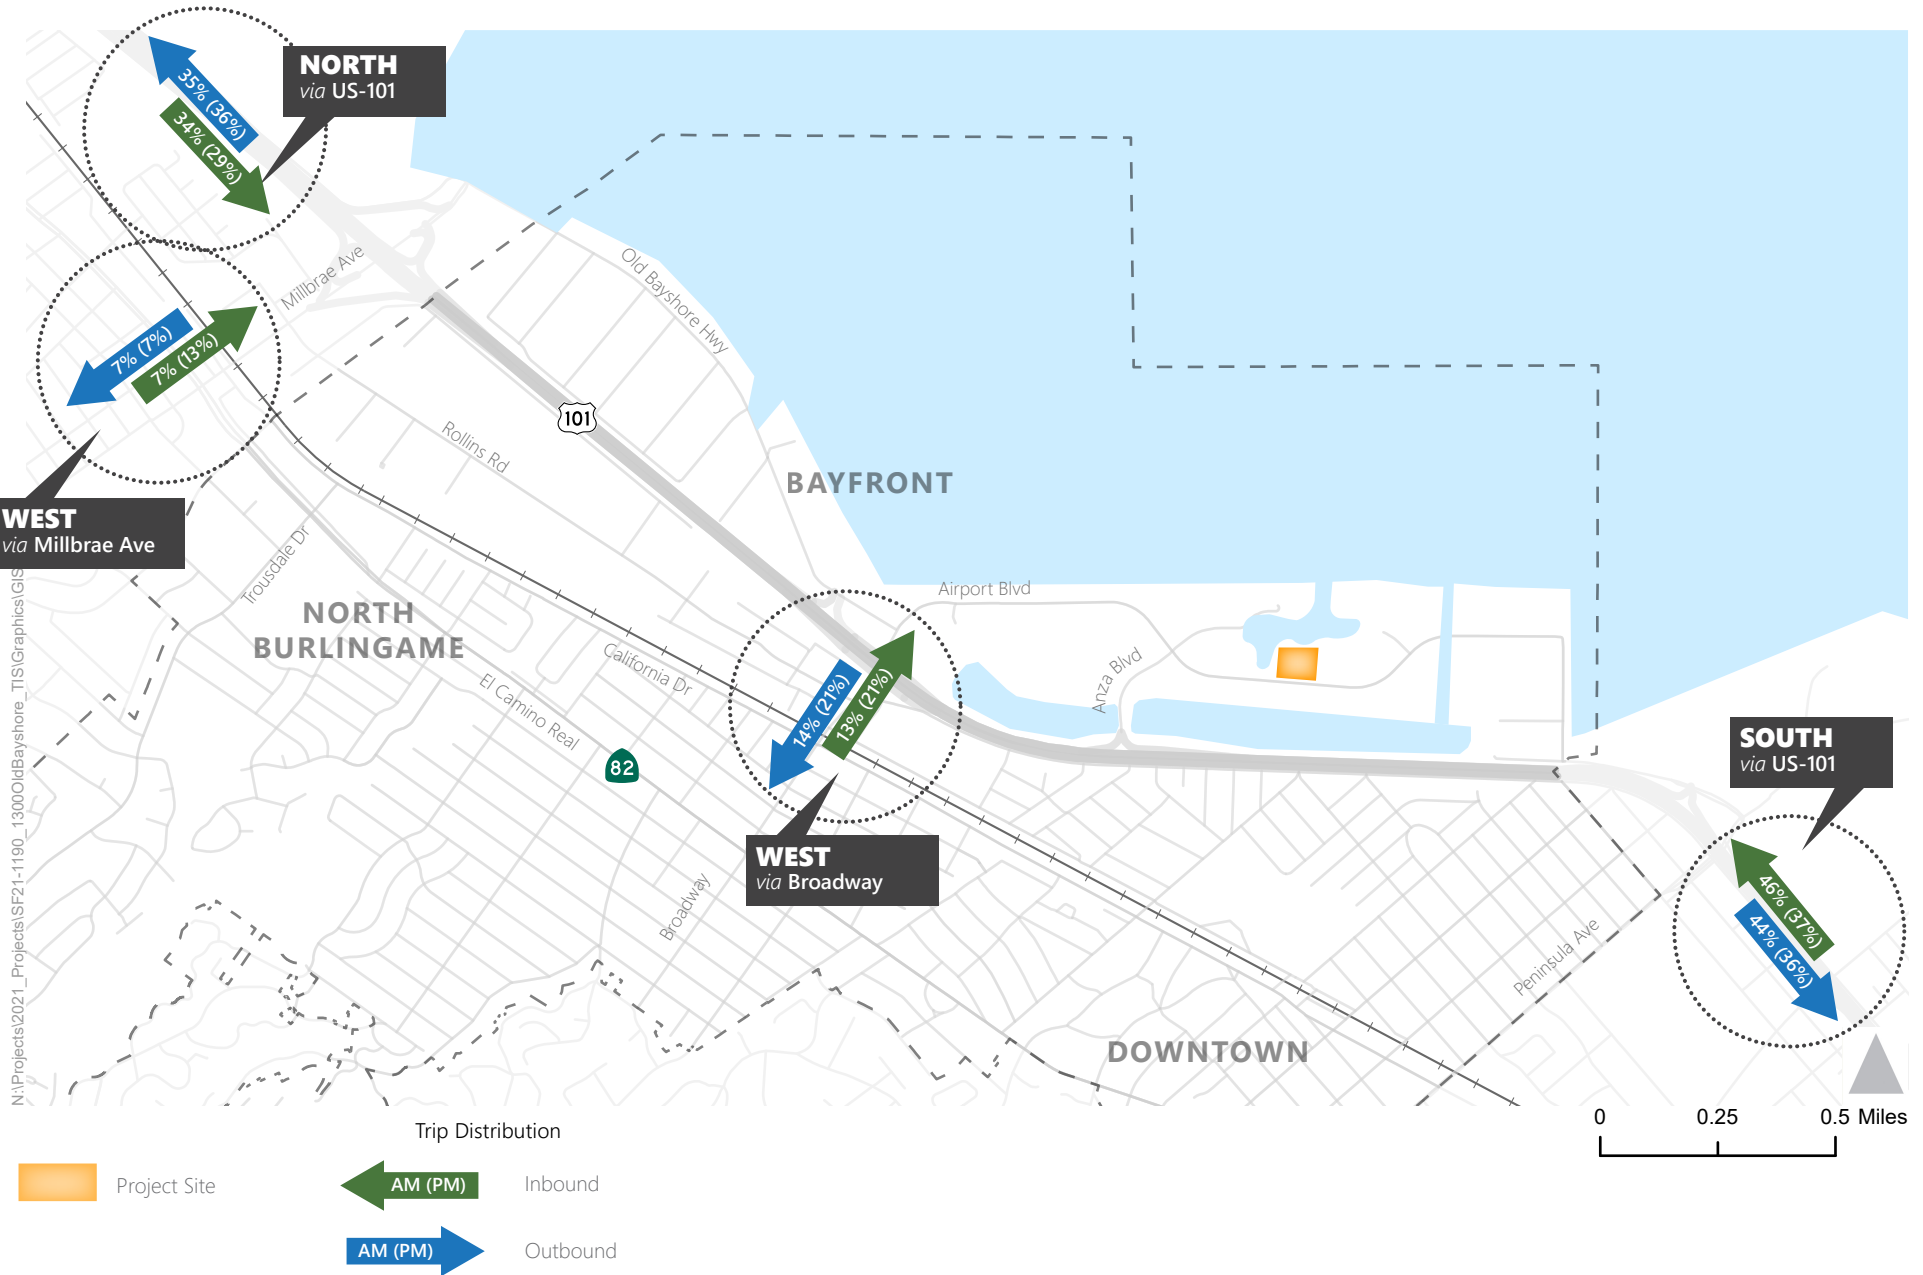 NORTH
via US-101
35% (36%)
34% (29%)
Millbrae Ave
Old Bayshore Hwy
7% (7%)
7% (13%)
101
Rollins Rd
BAYFRONT
WEST
via Millbrae Ave
Trousdale Dr
NORTH
BURLINGAME
Airport Blvd
California Dr
El Camino Real
82
14% (21%)
13% (21%)
Anza Blvd
SOUTH
via US-101
WEST
via Broadway
Broadway
46% (37%)
44% (36%)
Peninsula Ave
DOWNTOWN
N:\Projects\2021_Projects\SF21-1190_1300OldBayshore_TIS\Graphics\GIS
0 0.25 0.5 Miles
Trip Distribution
Project Site
AM (PM) Inbound
AM (PM) Outbound